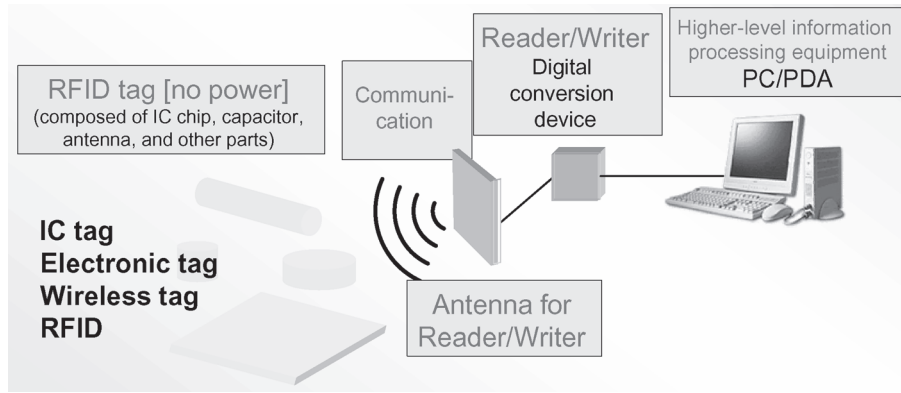 RFID tag [no power]
(composed of IC chip, capacitor,
antenna, and other parts)
Communi-
cation
Reader/Writer
Digital
conversion
device
Higher-level information
processing equipment
PC/PDA
IC tag
Electronic tag
Wireless tag
RFID
Antenna for
Reader/Writer